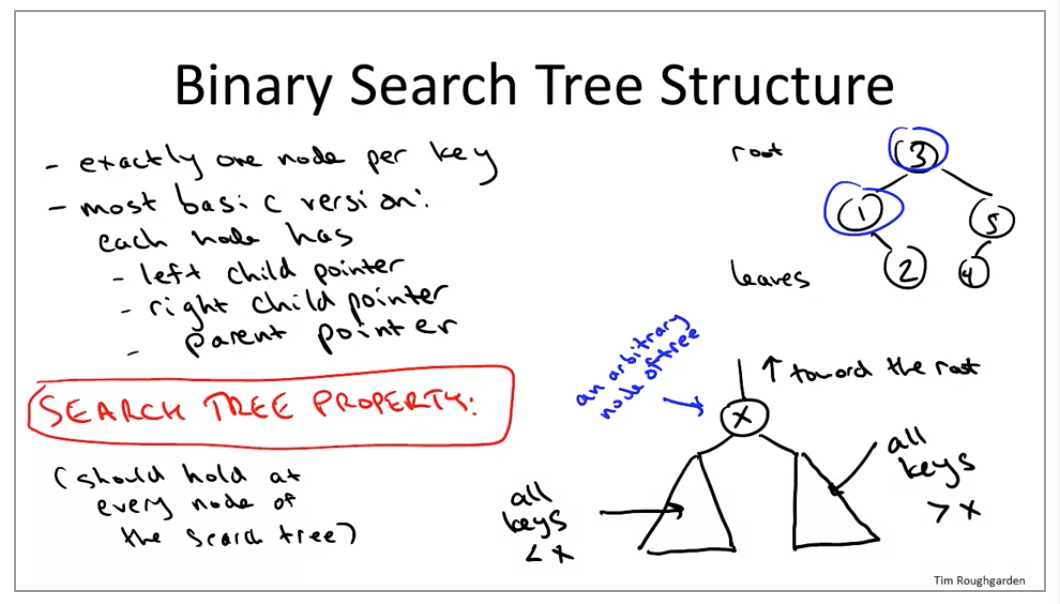 Binary Search Tree Structure
- exactly one node per key
- most basic version:
each node has
- left child pointer
- right child pointer
- parent pointer
SEARCH TREE PROPERTY:
(should hold at
every node of
the search tree)
root
3
1
5
2
4
leaves
an arbitrary
node of tree
↑ toward the root
x
all
keys
< x
all
keys
> x
Tim Roughgarden